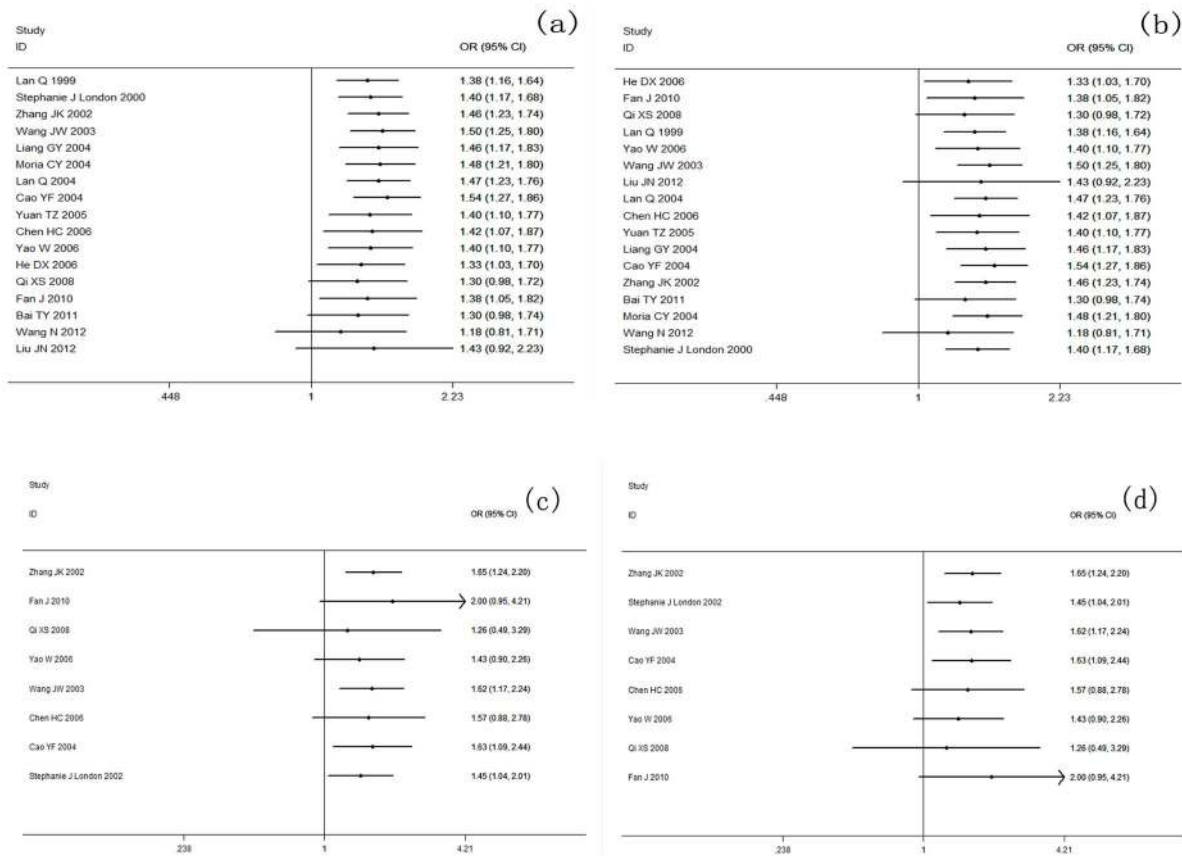 (a)
Study
ID OR (95% CI)
Lan Q 1999 1.38 (1.16, 1.64)
Stephanie J London 2000 1.40 (1.17, 1.68)
Zhang JK 2002 1.46 (1.23, 1.74)
Wang JW 2003 1.50 (1.25, 1.80)
Liang GY 2004 1.46 (1.17, 1.83)
Moria CY 2004 1.48 (1.21, 1.80)
Lan Q 2004 1.47 (1.23, 1.76)
Cao YF 2004 1.54 (1.27, 1.86)
Yuan TZ 2005 1.40 (1.10, 1.77)
Chen HC 2006 1.42 (1.07, 1.87)
Yao W 2006 1.40 (1.10, 1.77)
He DX 2006 1.33 (1.03, 1.70)
Qi XS 2008 1.30 (0.98, 1.72)
Fan J 2010 1.38 (1.05, 1.82)
Bai TY 2011 1.30 (0.98, 1.74)
Wang N 2012 1.18 (0.81, 1.71)
Liu JN 2012 1.43 (0.92, 2.23)
.448 1 2.23
(b)
Study
ID OR (95% CI)
He DX 2006 1.33 (1.03, 1.70)
Fan J 2010 1.38 (1.05, 1.82)
Qi XS 2008 1.30 (0.98, 1.72)
Lan Q 1999 1.38 (1.16, 1.64)
Yao W 2006 1.40 (1.10, 1.77)
Wang JW 2003 1.50 (1.25, 1.80)
Liu JN 2012 1.43 (0.92, 2.23)
Lan Q 2004 1.47 (1.23, 1.76)
Chen HC 2006 1.42 (1.07, 1.87)
Yuan TZ 2005 1.40 (1.10, 1.77)
Liang GY 2004 1.46 (1.17, 1.83)
Cao YF 2004 1.54 (1.27, 1.86)
Zhang JK 2002 1.46 (1.23, 1.74)
Bai TY 2011 1.30 (0.98, 1.74)
Moria CY 2004 1.48 (1.21, 1.80)
Wang N 2012 1.18 (0.81, 1.71)
Stephanie J London 2000 1.40 (1.17, 1.68)
.448 1 2.23
(c)
Study
ID OR (95% CI)
Zhang JK 2002 1.65 (1.24, 2.20)
Fan J 2010 2.00 (0.95, 4.21)
Qi XS 2008 1.26 (0.49, 3.29)
Yao W 2006 1.43 (0.90, 2.26)
Wang JW 2003 1.62 (1.17, 2.24)
Chen HC 2006 1.57 (0.88, 2.78)
Cao YF 2004 1.63 (1.09, 2.44)
Stephanie J London 2002 1.45 (1.04, 2.01)
.238 1 4.21
(d)
Study
ID OR (95% CI)
Zhang JK 2002 1.65 (1.24, 2.20)
Stephanie J London 2002 1.45 (1.04, 2.01)
Wang JW 2003 1.62 (1.17, 2.24)
Cao YF 2004 1.63 (1.09, 2.44)
Chen HC 2006 1.57 (0.88, 2.78)
Yao W 2006 1.43 (0.90, 2.26)
Qi XS 2008 1.26 (0.49, 3.29)
Fan J 2010 2.00 (0.95, 4.21)
.238 1 4.21